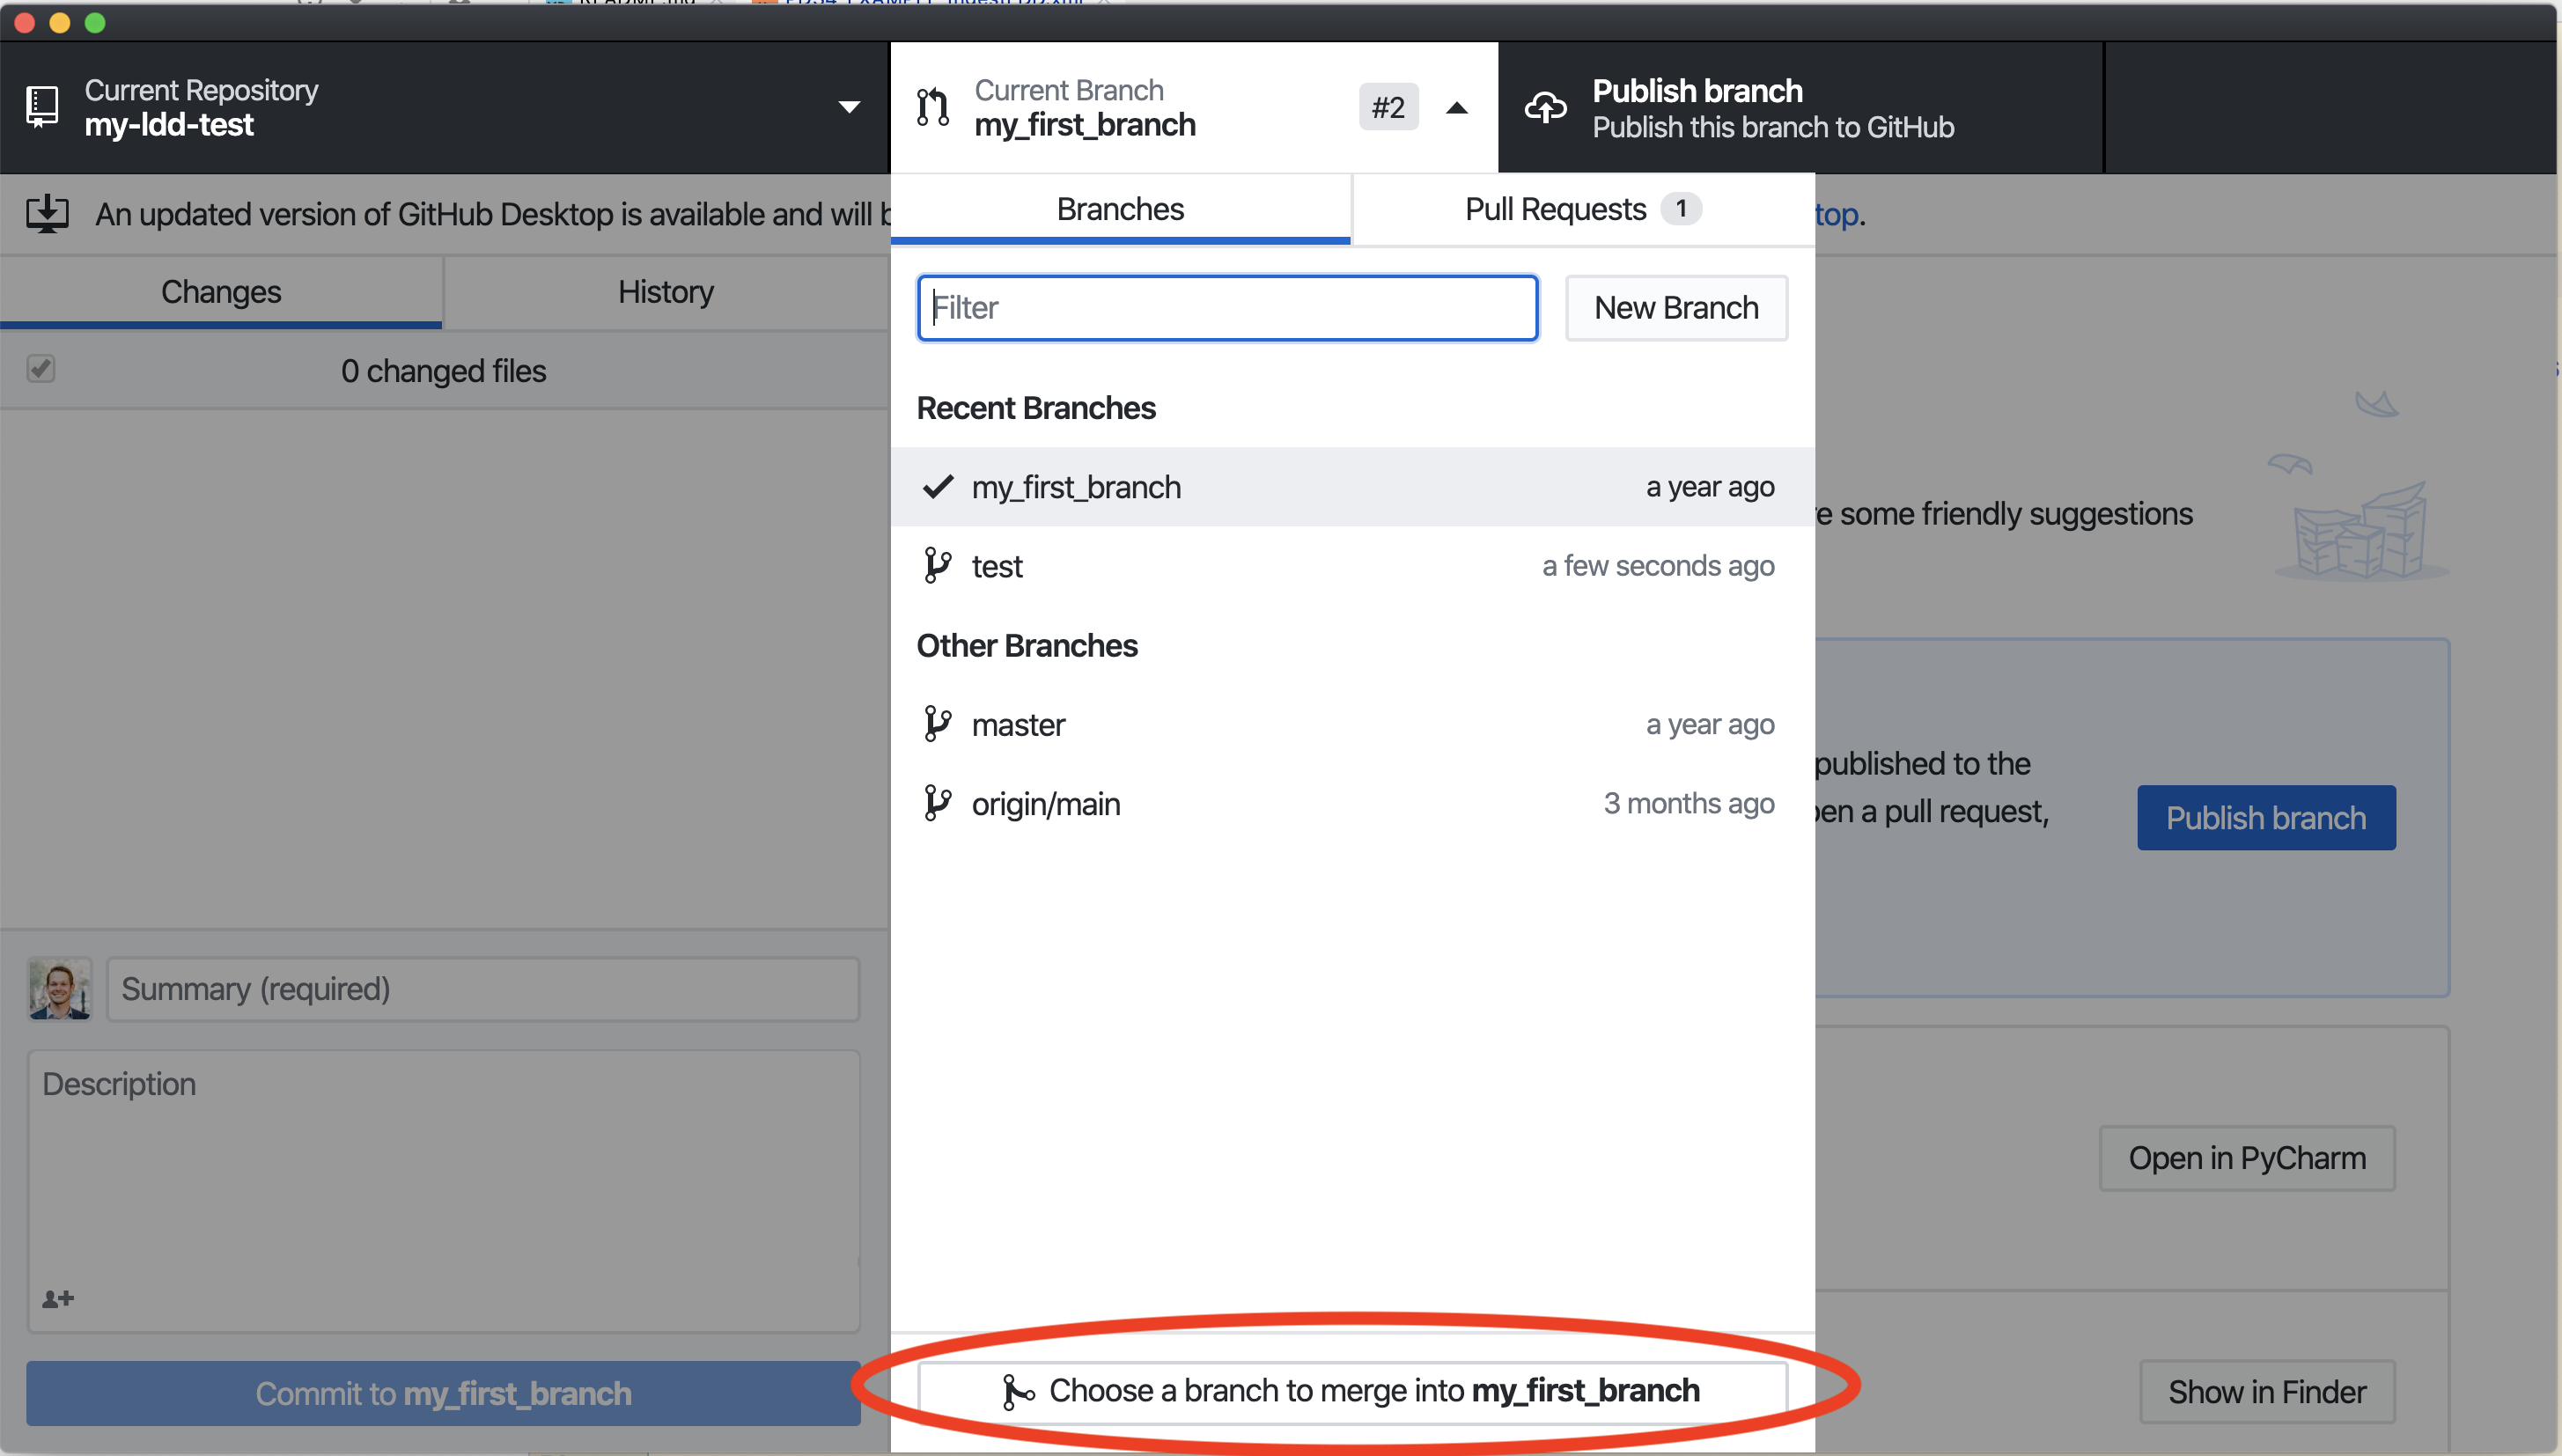 Current Repository
my-ldd-test
Current Branch
my_first_branch
#2
Publish branch
Publish this branch to GitHub
An updated version of GitHub Desktop is available and will
top.
Branches
Pull Requests 1
Changes
History
Filter
New Branch
0 changed files
Recent Branches
my_first_branch a year ago
test a few seconds ago
some friendly suggestions
Other Branches
master a year ago
origin/main 3 months ago
published to the
a pull request,
Publish branch
Summary (required)
Description
Open in PyCharm
Commit to my_first_branch
Choose a branch to merge into my_first_branch
Show in Finder